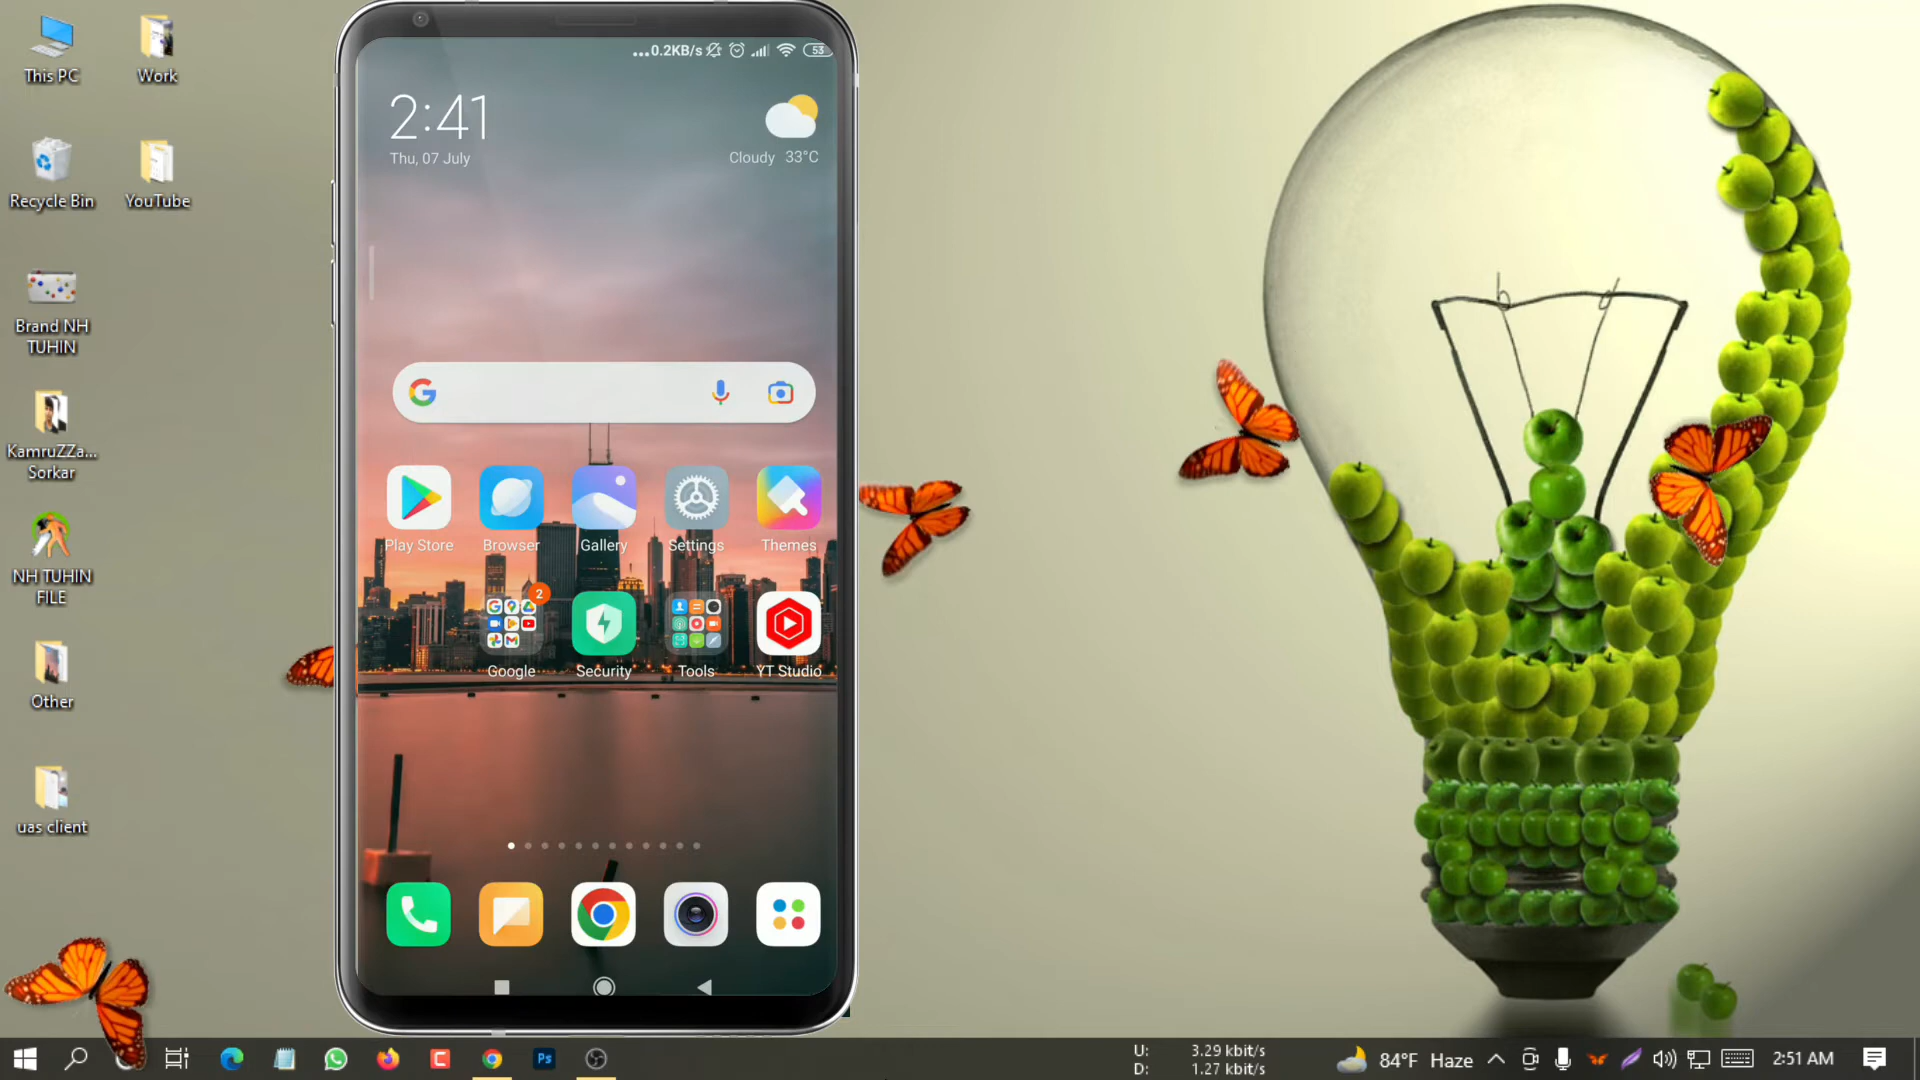 This PC
Work
Recycle Bin
YouTube
Brand NH
TUHIN
KamruZZa...
Sorkar
NH TUHIN
FILE
Other
uas client
...0.2KB/s
53
2:41
Thu, 07 July
Cloudy 33°C
Play Store
Browser
Gallery
Settings
Themes
2
Google
Security
Tools
YT Studio
Ps
U: 3.29 kbit/s
D: 1.27 kbit/s
84°F Haze
2:51 AM